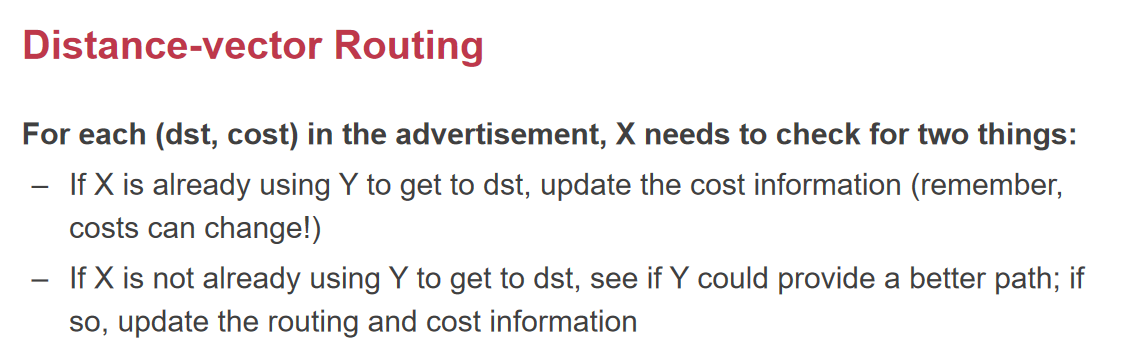 Distance-vector Routing
For each (dst, cost) in the advertisement, X needs to check for two things:
– If X is already using Y to get to dst, update the cost information (remember,
costs can change!)
– If X is not already using Y to get to dst, see if Y could provide a better path; if
so, update the routing and cost information